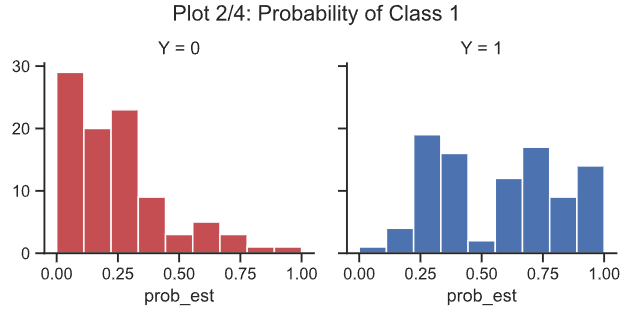 Plot 2/4: Probability of Class 1
Y = 0
Y = 1
30
20
10
0
0.00 0.25 0.50 0.75 1.00
0.00 0.25 0.50 0.75 1.00
prob_est
prob_est